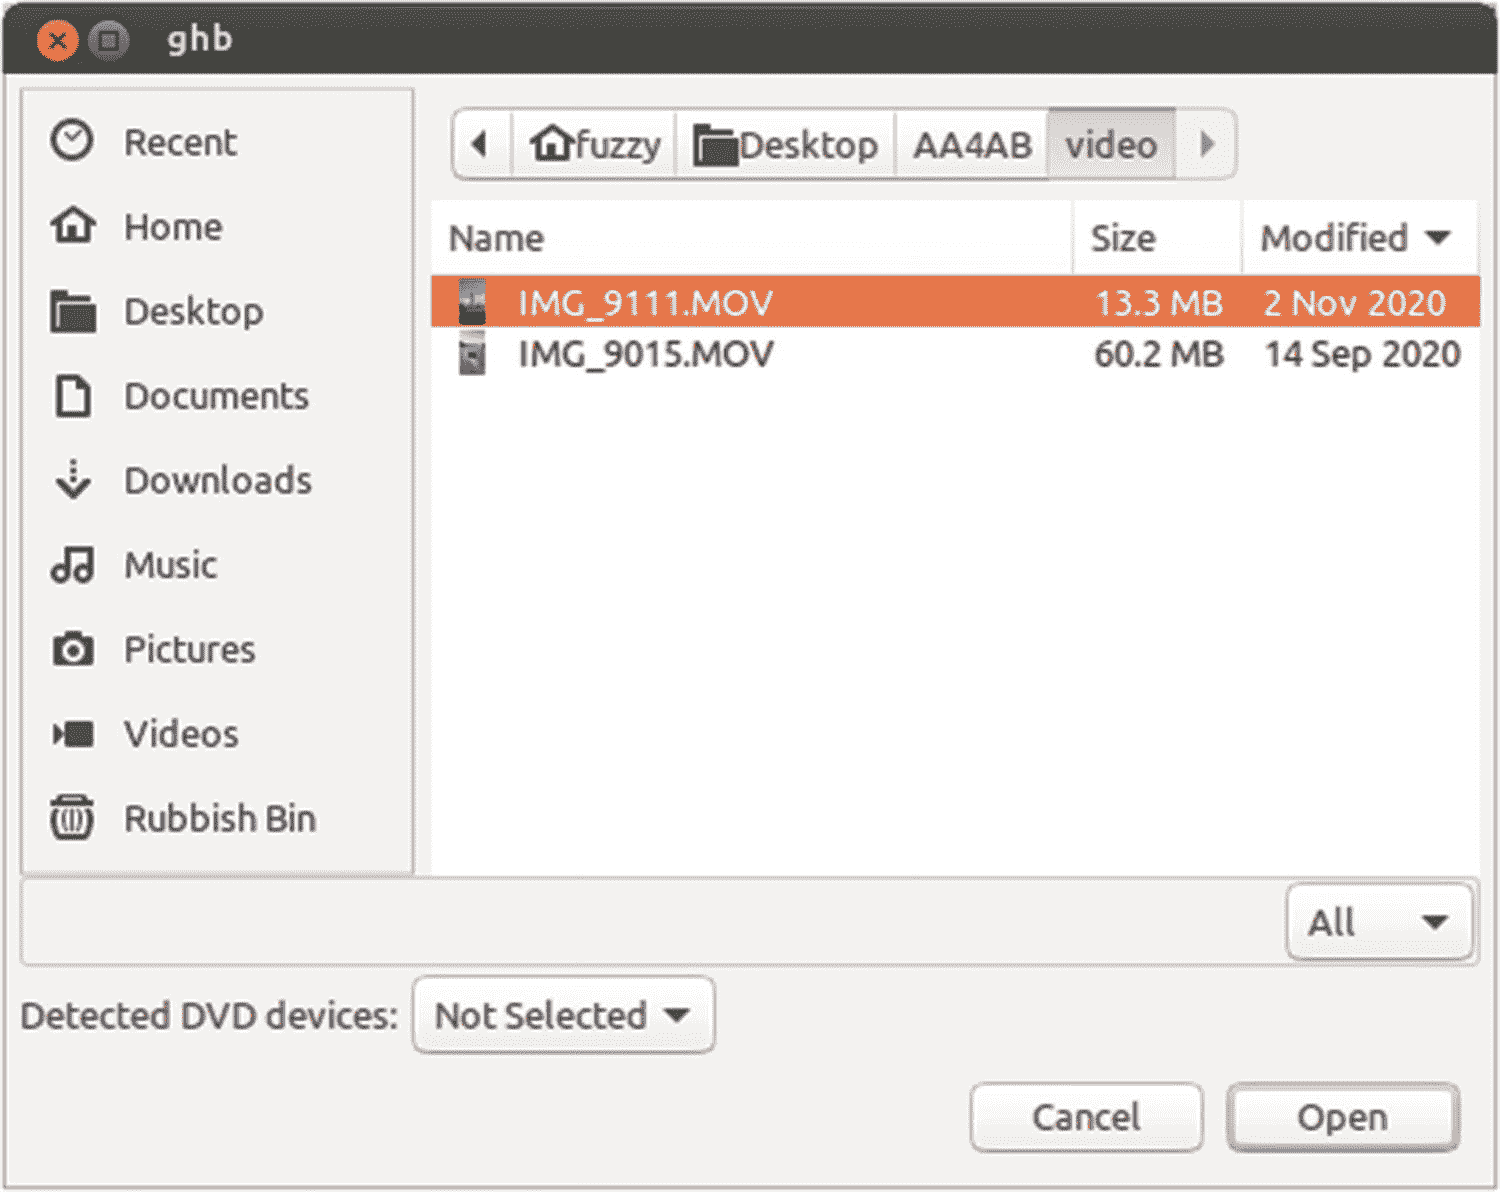 ghb
Recent
Home
Desktop
Documents
Downloads
Music
Pictures
Videos
Rubbish Bin
fuzzy Desktop AA4AB video
Name Size Modified
IMG_9111.MOV 13.3 MB 2 Nov 2020
IMG_9015.MOV 60.2 MB 14 Sep 2020
All
Detected DVD devices: Not Selected
Cancel Open